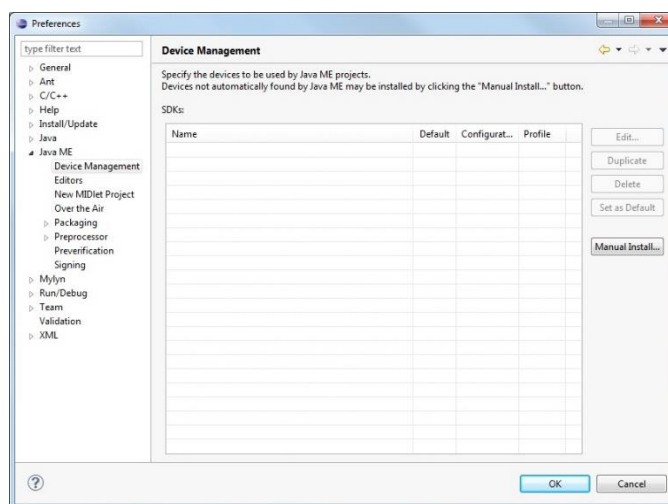 Preferences
type filter text
General
Ant
C/C++
Help
Install/Update
Java
Java ME
Device Management
Editors
New MIDlet Project
Over the Air
Packaging
Preprocessor
Preverification
Signing
Mylyn
Run/Debug
Team
Validation
XML
Device Management
Specify the devices to be used by Java ME projects.
Devices not automatically found by Java ME may be installed by clicking the "Manual Install..." button.
SDKs:
Name Default Configurat... Profile
Edit...
Duplicate
Delete
Set as Default
Manual Install...
?
OK Cancel